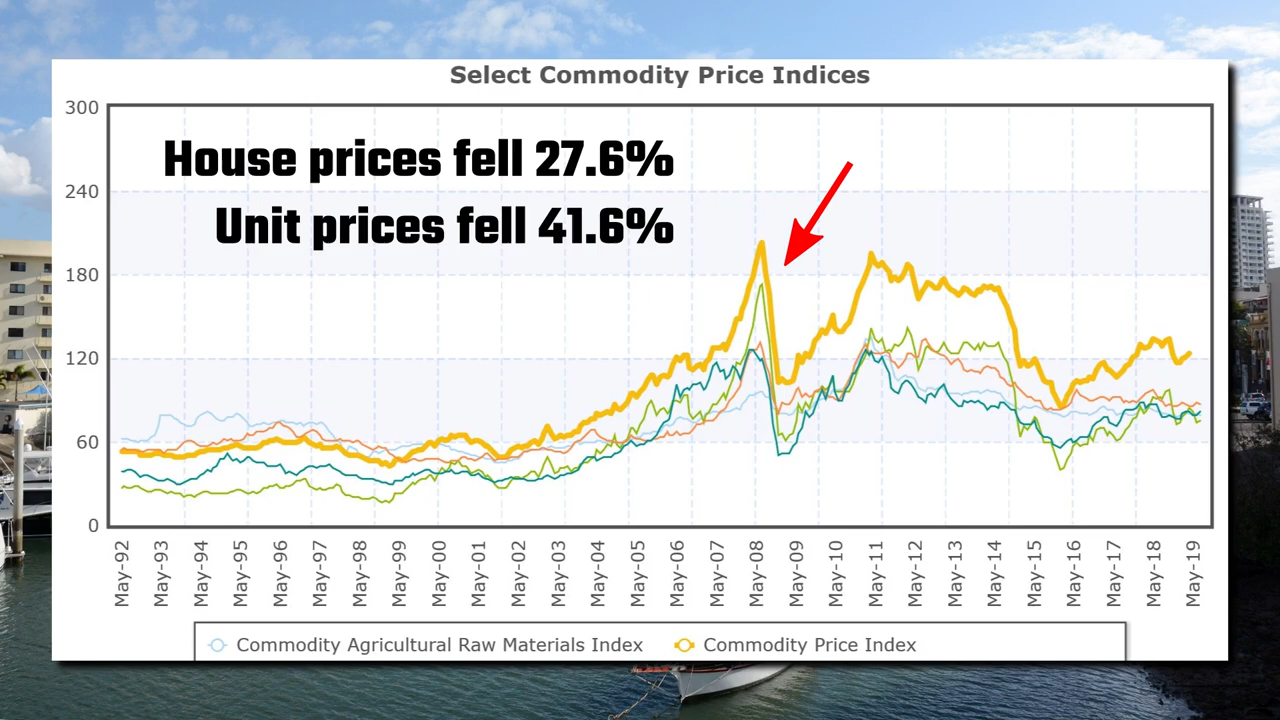 Select Commodity Price Indices
300
House prices fell 27.6%
240
Unit prices fell 41.6%
180
120
60
0
May-92
May-93
May-94
May-95
May-96
May-97
May-98
May-99
May-00
May-01
May-02
May-03
May-04
May-05
May-06
May-07
May-08
May-09
May-10
May-11
May-12
May-13
May-14
May-15
May-16
May-17
May-18
May-19
Commodity Agricultural Raw Materials Index
Commodity Price Index